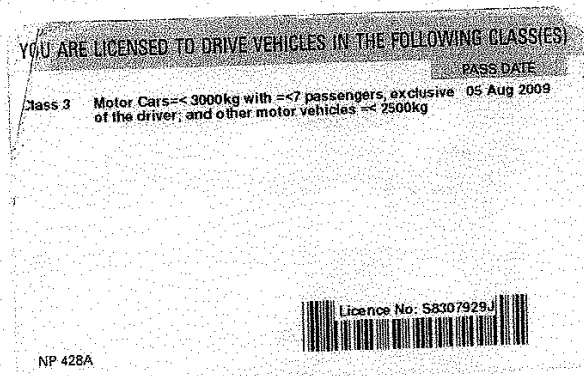 YOU ARE LICENSED TO DRIVE VEHICLES IN THE FOLLOWING CLASS(ES)
PASS DATE
Class 3 Motor Cars=< 3000kg with =<7 passengers, exclusive 05 Aug 2009
of the driver; and other motor vehicles =< 2500kg
Licence No: S8307929J
NP 428A